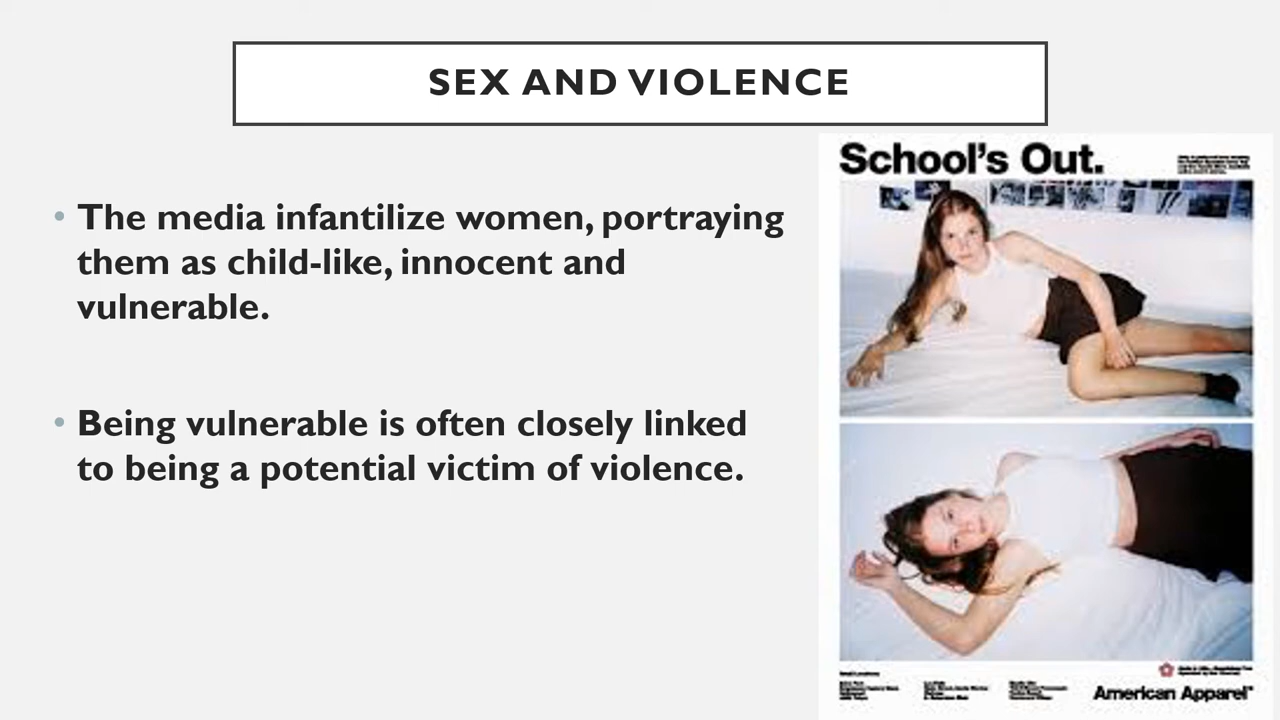 SEX AND VIOLENCE
• The media infantilize women, portraying
them as child-like, innocent and
vulnerable.
• Being vulnerable is often closely linked
to being a potential victim of violence.
School's Out.
American Apparel®